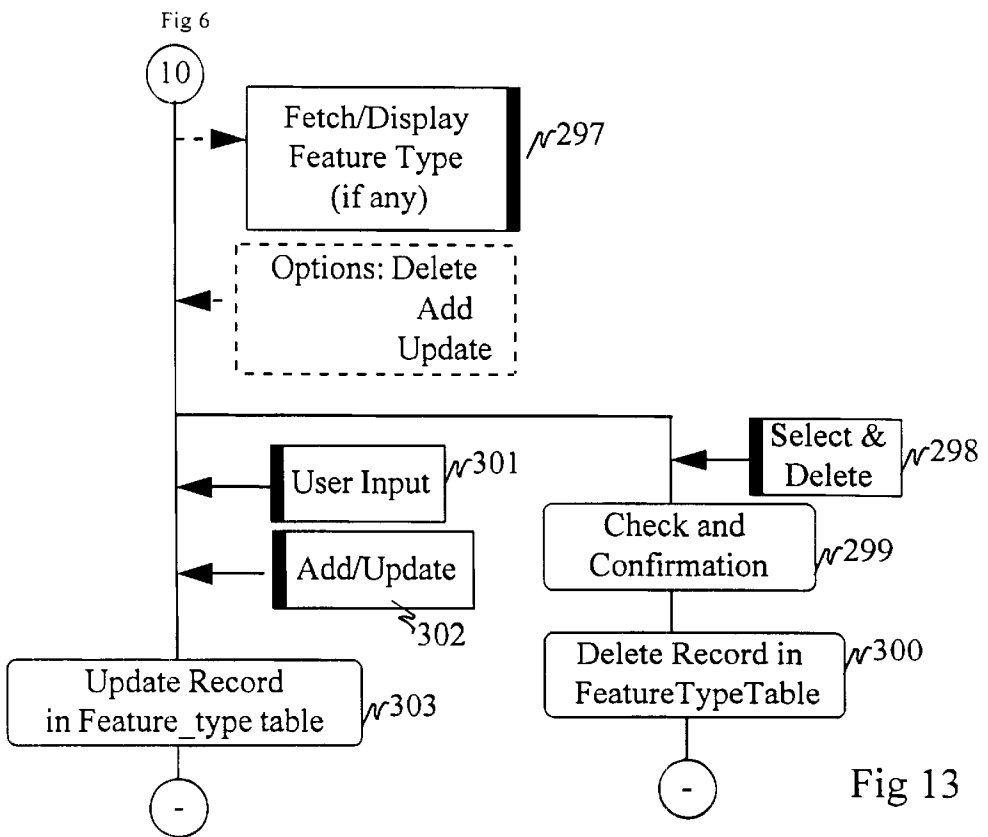 Fig 6
10
Fetch/Display
Feature Type
(if any)
297
Options: Delete
Add
Update
Select &
Delete
298
User Input
301
Check and
Confirmation
299
Add/Update
302
Delete Record in
FeatureTypeTable
300
Update Record
in Feature_type table
303
-
-
Fig 13